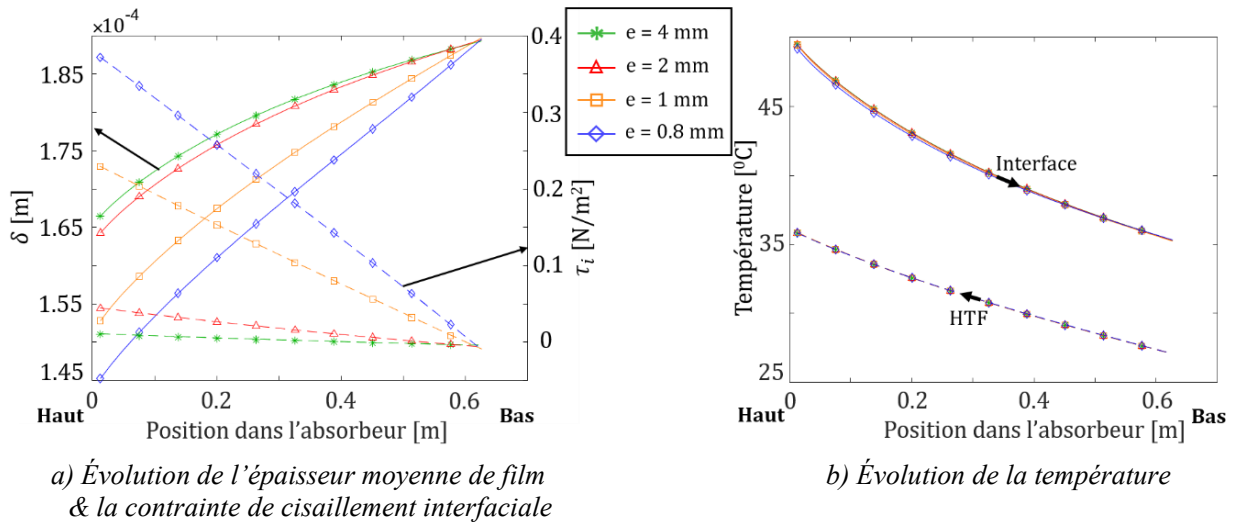 ×10⁻⁴
1.85
1.75
1.65
1.55
1.45
δ [m]
0.4
0.3
0.2
0.1
0
τᵢ [N/m²]
0
0.2
0.4
0.6
Haut
Bas
Position dans l’absorbeur [m]
e = 4 mm
e = 2 mm
e = 1 mm
e = 0.8 mm
45
35
25
Température [⁰C]
Interface
HTF
0
0.2
0.4
0.6
Haut
Bas
Position dans l’absorbeur [m]
a) Évolution de l’épaisseur moyenne de film
& la contrainte de cisaillement interfaciale
b) Évolution de la température